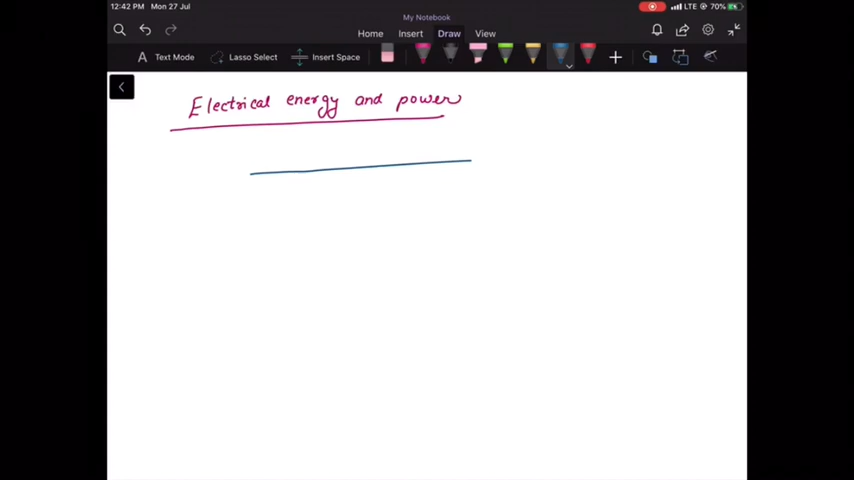 12:42 PM Mon 27 Jul LTE 70%
My Notebook
Home Insert Draw View
Text Mode Lasso Select Insert Space
Electrical energy and power